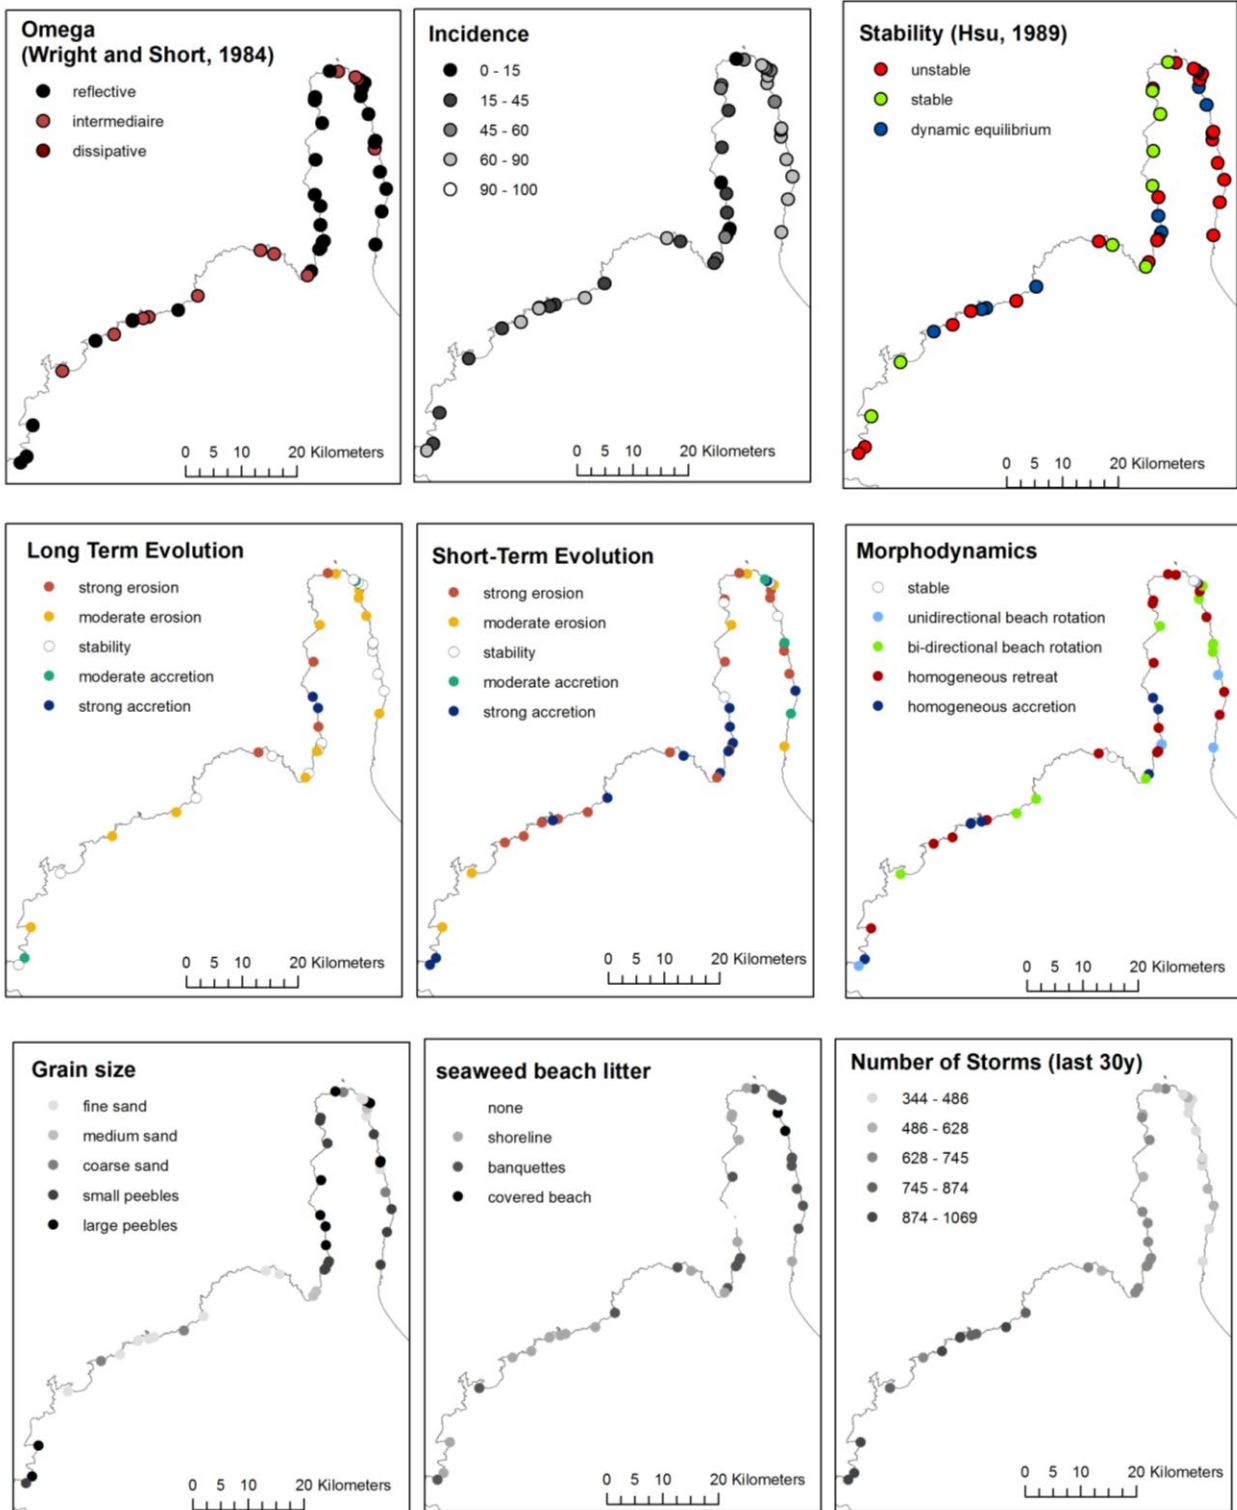 Omega
(Wright and Short, 1984)
reflective
intermediaire
dissipative
0 5 10 20 Kilometers
Incidence
0 - 15
15 - 45
45 - 60
60 - 90
90 - 100
0 5 10 20 Kilometers
Stability (Hsu, 1989)
unstable
stable
dynamic equilibrium
0 5 10 20 Kilometers
Long Term Evolution
strong erosion
moderate erosion
stability
moderate accretion
strong accretion
0 5 10 20 Kilometers
Short-Term Evolution
strong erosion
moderate erosion
stability
moderate accretion
strong accretion
0 5 10 20 Kilometers
Morphodynamics
stable
unidirectional beach rotation
bi-directional beach rotation
homogeneous retreat
homogeneous accretion
0 5 10 20 Kilometers
Grain size
fine sand
medium sand
coarse sand
small peebles
large peebles
0 5 10 20 Kilometers
seaweed beach litter
none
shoreline
banquettes
covered beach
0 5 10 20 Kilometers
Number of Storms (last 30y)
344 - 486
486 - 628
628 - 745
745 - 874
874 - 1069
0 5 10 20 Kilometers